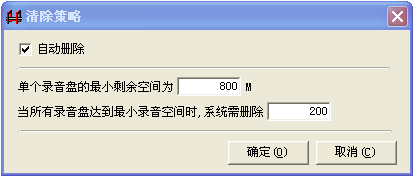 清除策略
自动删除
单个录音盘的最小剩余空间为 800 M
当所有录音盘达到最小录音空间时, 系统需删除 200
确定(O) 取消(C)